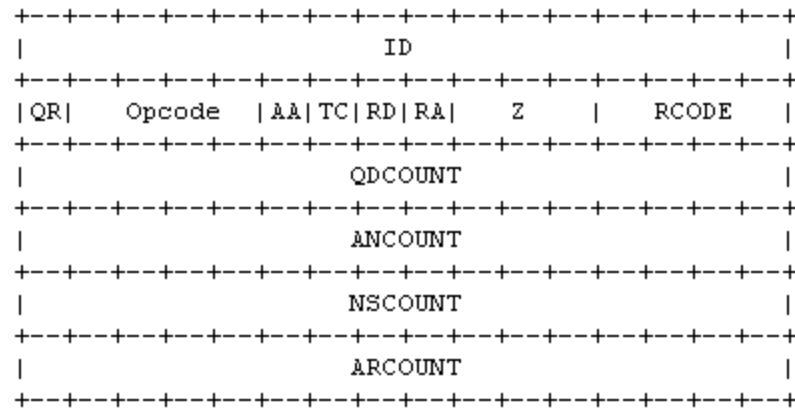 +--+--+--+--+--+--+--+--+--+--+--+--+--+--+--+--+
|                      ID                       |
+--+--+--+--+--+--+--+--+--+--+--+--+--+--+--+--+
|QR|   Opcode  |AA|TC|RD|RA|   Z    |   RCODE   |
+--+--+--+--+--+--+--+--+--+--+--+--+--+--+--+--+
|                    QDCOUNT                    |
+--+--+--+--+--+--+--+--+--+--+--+--+--+--+--+--+
|                    ANCOUNT                    |
+--+--+--+--+--+--+--+--+--+--+--+--+--+--+--+--+
|                    NSCOUNT                    |
+--+--+--+--+--+--+--+--+--+--+--+--+--+--+--+--+
|                    ARCOUNT                    |
+--+--+--+--+--+--+--+--+--+--+--+--+--+--+--+--+